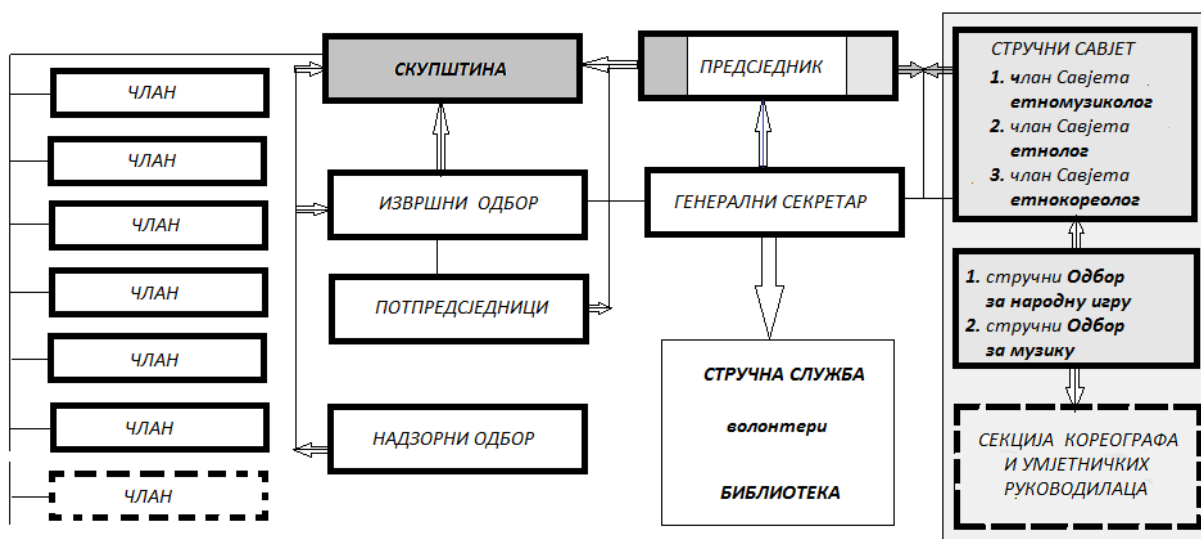 ЧЛАН
ЧЛАН
ЧЛАН
ЧЛАН
ЧЛАН
ЧЛАН
ЧЛАН
СКУПШТИНА
ИЗВРШНИ ОДБОР
ПОТПРЕДСЈЕДНИЦИ
НАДЗОРНИ ОДБОР
ПРЕДСЈЕДНИК
ГЕНЕРАЛНИ СЕКРЕТАР
СТРУЧНА СЛУЖБА
волонтери
БИБЛИОТЕКА
СТРУЧНИ САВЈЕТ
1. члан Савјета
етномузиколог
2. члан Савјета
етнолог
3. члан Савјета
етнокореолог
1. стручни Одбор
за народну игру
2. стручни Одбор
за музику
СЕКЦИЈА КОРЕОГРАФА
И УМЈЕТНИЧКИХ
РУКОВОДИЛАЦА